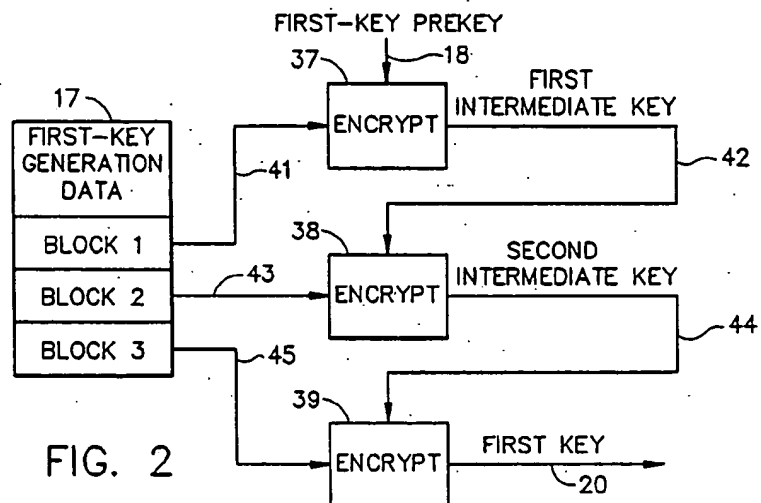 FIRST-KEY PREKEY
18
37
FIRST
INTERMEDIATE KEY
17
ENCRYPT
FIRST-KEY
GENERATION
DATA
41
42
BLOCK 1
38
SECOND
INTERMEDIATE KEY
BLOCK 2
43
ENCRYPT
BLOCK 3
45
44
39
FIG. 2
ENCRYPT
FIRST KEY
20